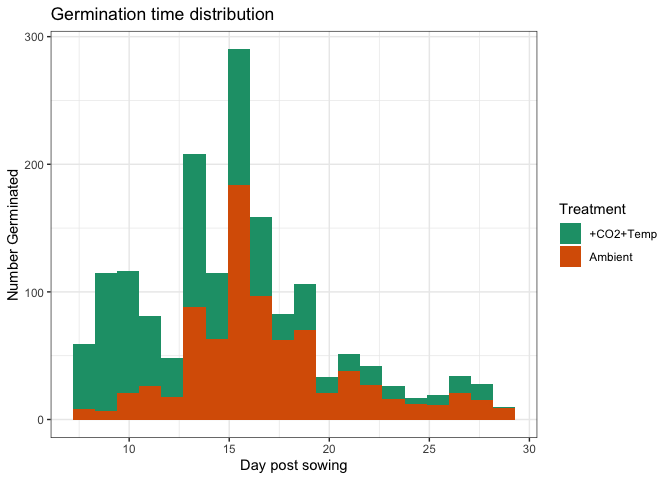 Germination time distribution
300
200
100
0
Number Germinated
10 15 20 25 30
Day post sowing
Treatment
+CO2+Temp
Ambient